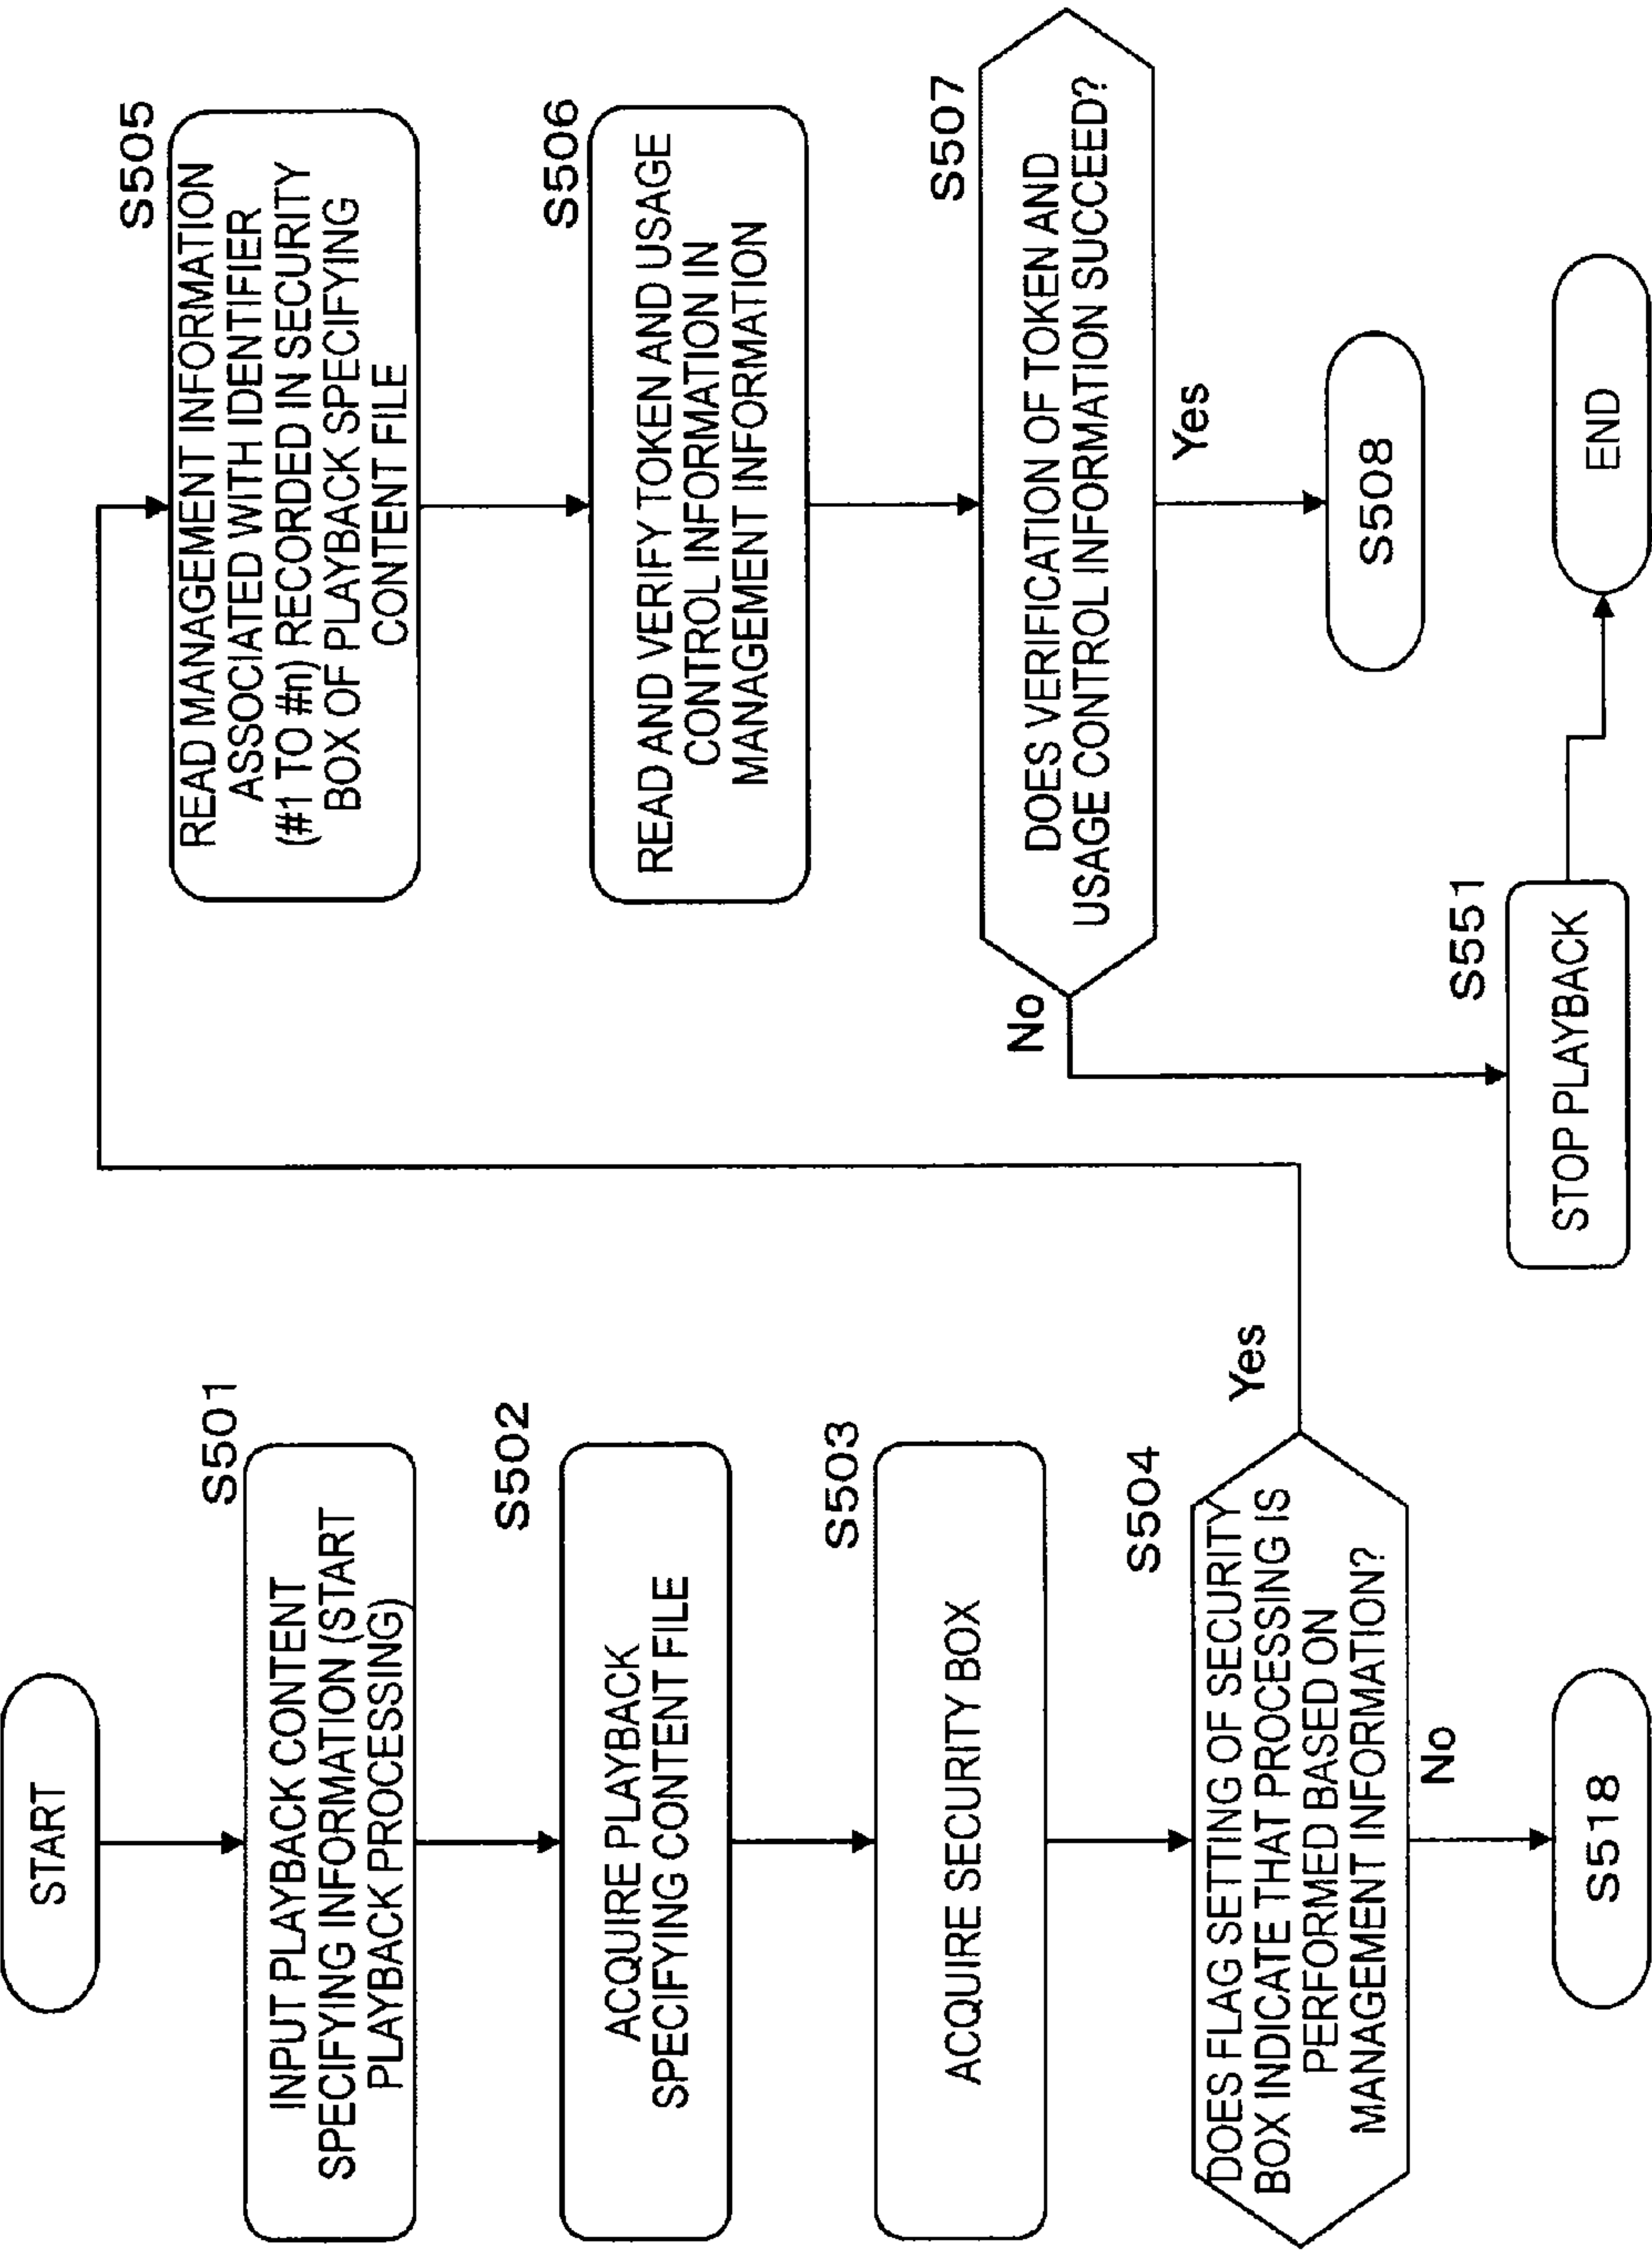 START
S501
INPUT PLAYBACK CONTENT
SPECIFYING INFORMATION (START
PLAYBACK PROCESSING)
S502
ACQUIRE PLAYBACK
SPECIFYING CONTENT FILE
S503
ACQUIRE SECURITY BOX
S504
DOES FLAG SETTING OF SECURITY
BOX INDICATE THAT PROCESSING IS
PERFORMED BASED ON
MANAGEMENT INFORMATION?
Yes
No
S518
S505
READ MANAGEMENT INFORMATION
ASSOCIATED WITH IDENTIFIER
(#1 TO #n) RECORDED IN SECURITY
BOX OF PLAYBACK SPECIFYING
CONTENT FILE
S506
READ AND VERIFY TOKEN AND USAGE
CONTROL INFORMATION IN
MANAGEMENT INFORMATION
S507
DOES VERIFICATION OF TOKEN AND
USAGE CONTROL INFORMATION SUCCEED?
No
Yes
S508
S551
STOP PLAYBACK
END